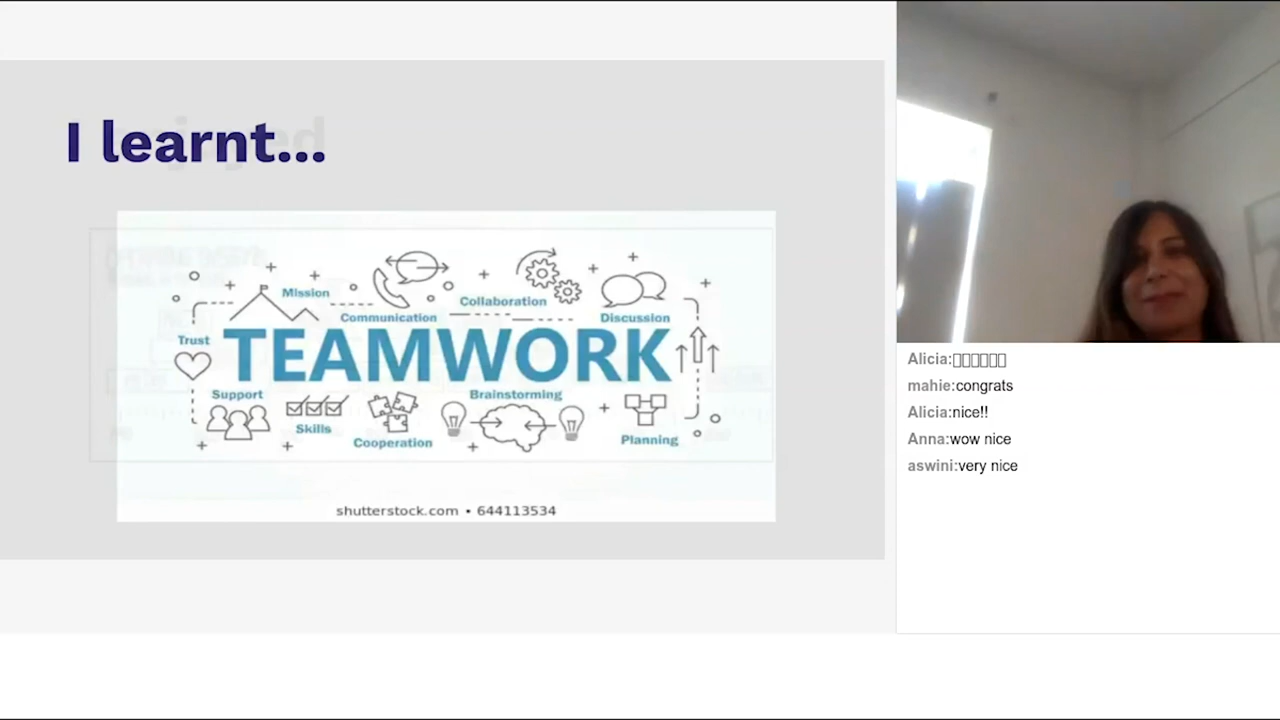 I learnt...
Mission
Communication
Collaboration
Discussion
Trust
TEAMWORK
Support
Skills
Cooperation
Brainstorming
Planning
shutterstock.com • 644113534
Alicia:
mahie:congrats
Alicia:nice!!
Anna:wow nice
aswini:very nice